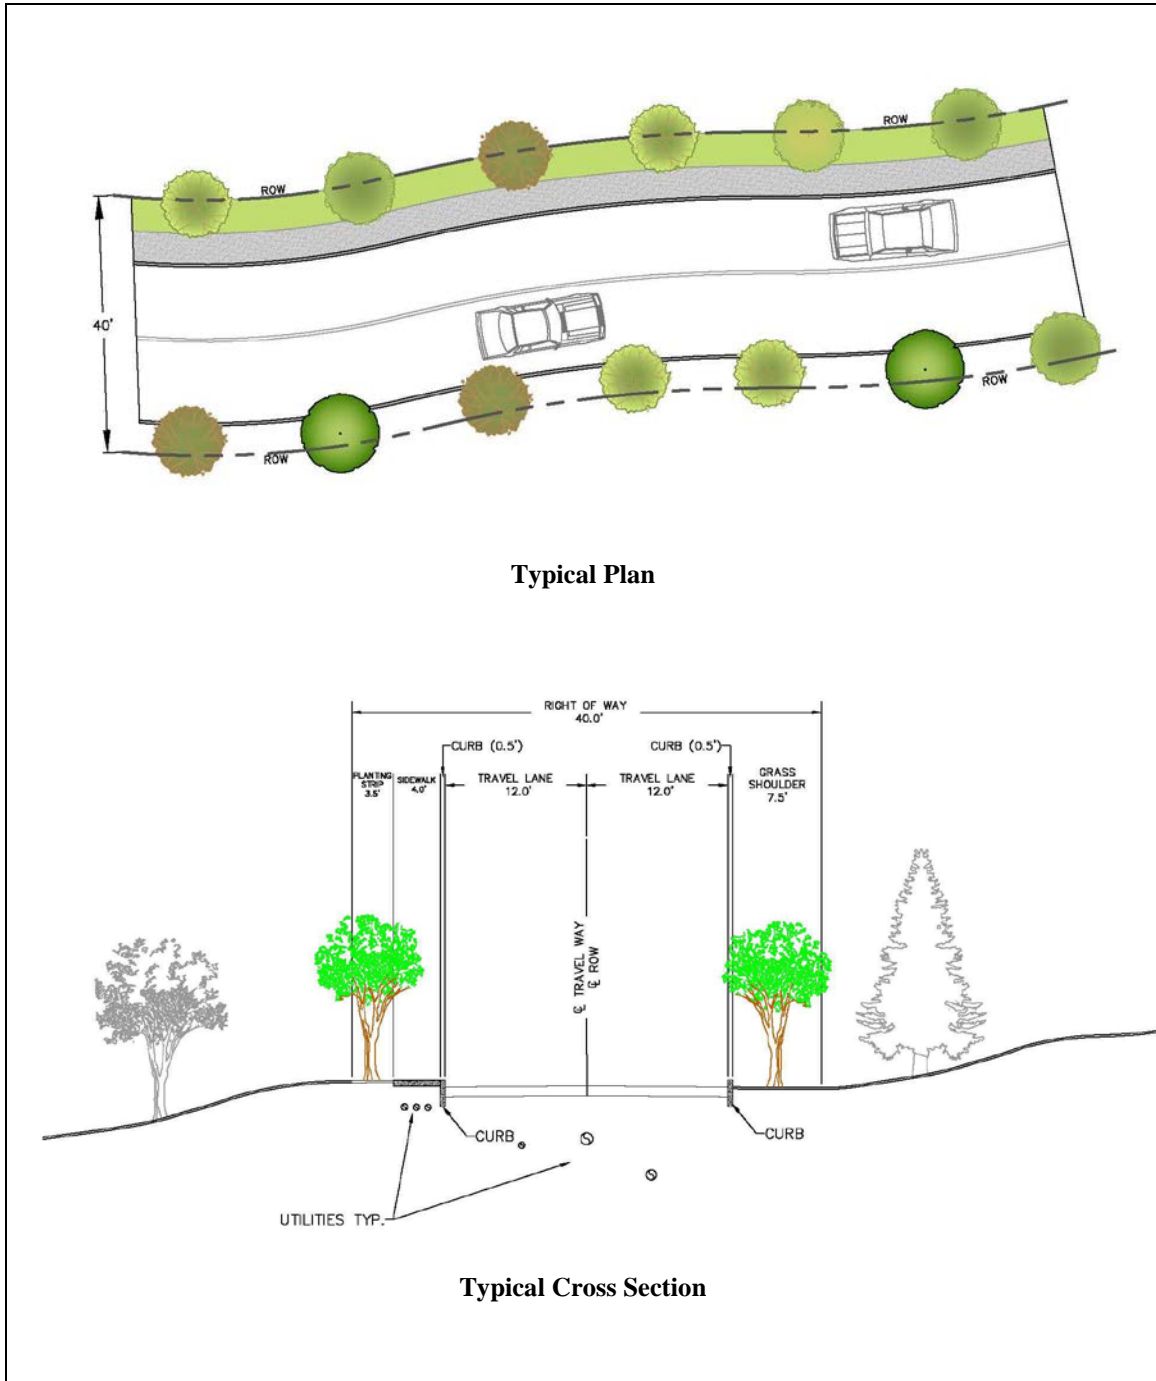 ROW
ROW
40'
ROW
ROW
Typical Plan
RIGHT OF WAY
40.0'
CURB (0.5')
CURB (0.5')
PLANTING
STRIP
3.5'
SIDEWALK
4.0'
TRAVEL LANE
12.0'
TRAVEL LANE
12.0'
GRASS
SHOULDER
7.5'
℄ TRAVEL WAY
℄ ROW
CURB
CURB
UTILITIES TYP.
Typical Cross Section